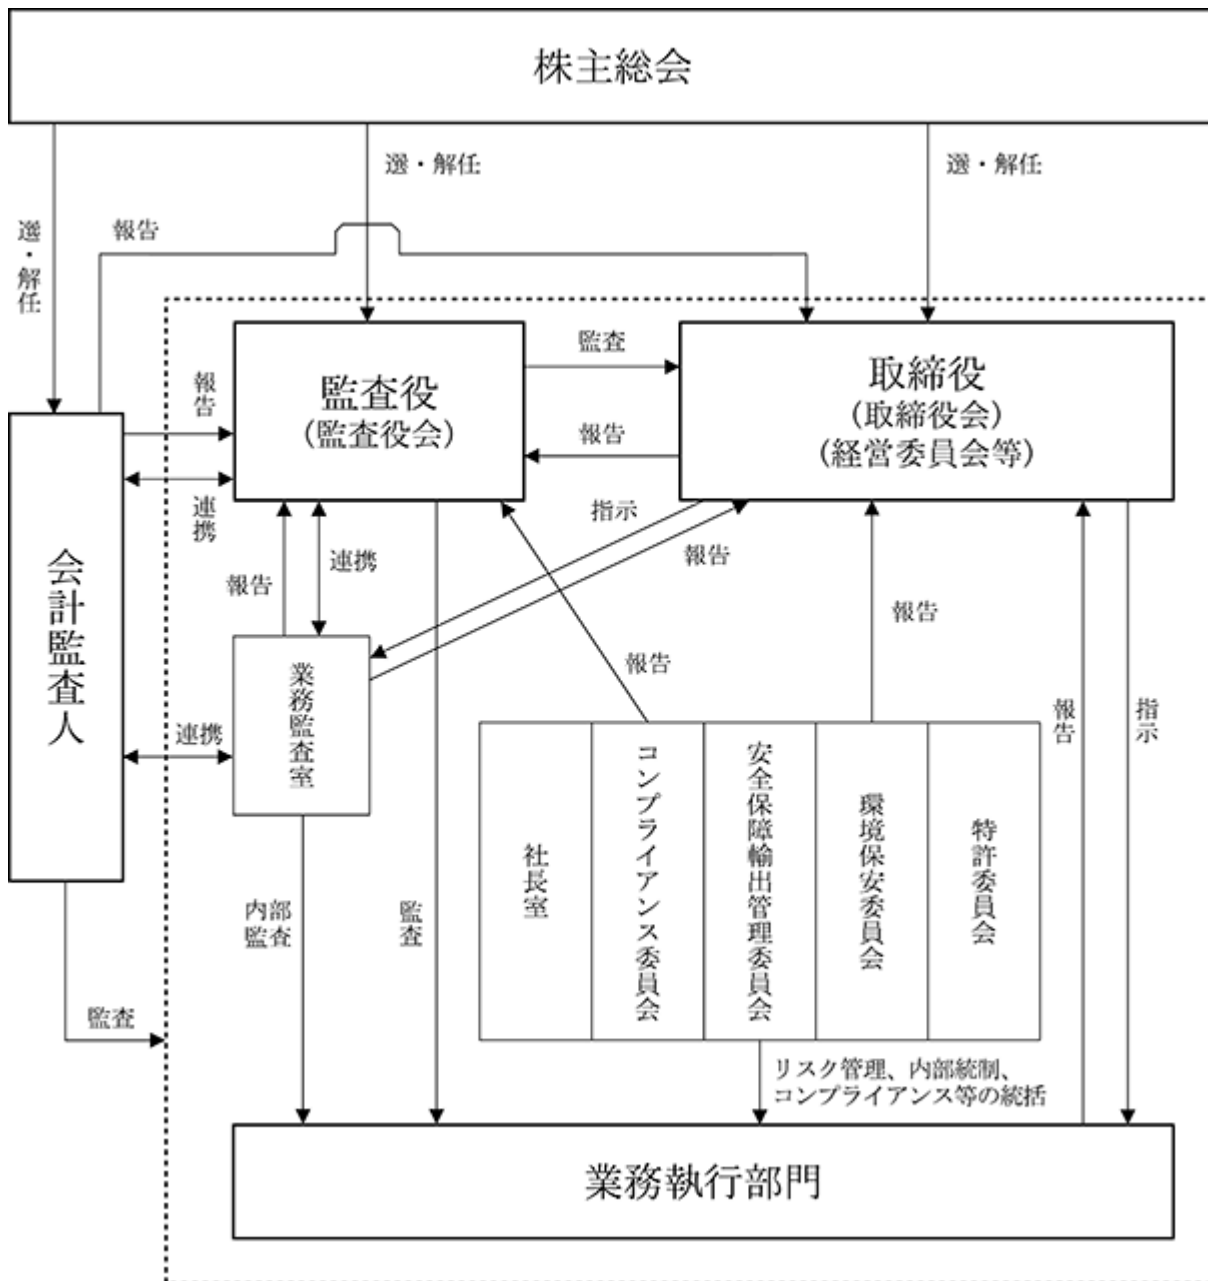 株主総会
選・解任
選・解任
選・解任
報告
監査役
(監査役会)
監査
報告
取締役
(取締役会)
(経営委員会等)
報告
連携
会計監査人
報告
連携
指示
報告
報告
報告
業務監査室
連携
報告
指示
社長室
コンプライアンス委員会
安全保障輸出管理委員会
環境保安委員会
特許委員会
内部
監査
監査
監査
リスク管理、内部統制、
コンプライアンス等の統括
業務執行部門